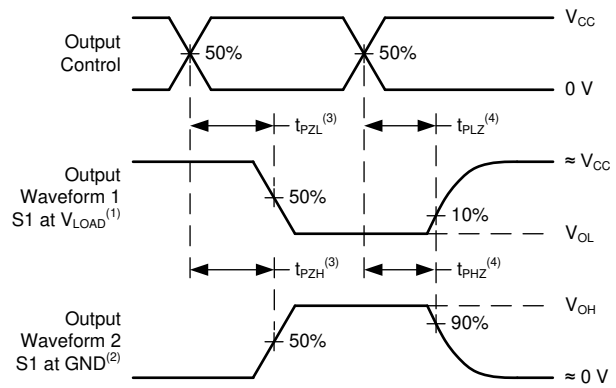 V_CC
Output
Control
50%
50%
0 V
t_PZL^(3)
t_PLZ^(4)
≈ V_CC
Output
Waveform 1
S1 at V_LOAD^(1)
50%
10%
V_OL
t_PZH^(3)
t_PHZ^(4)
V_OH
Output
Waveform 2
S1 at GND^(2)
50%
90%
≈ 0 V